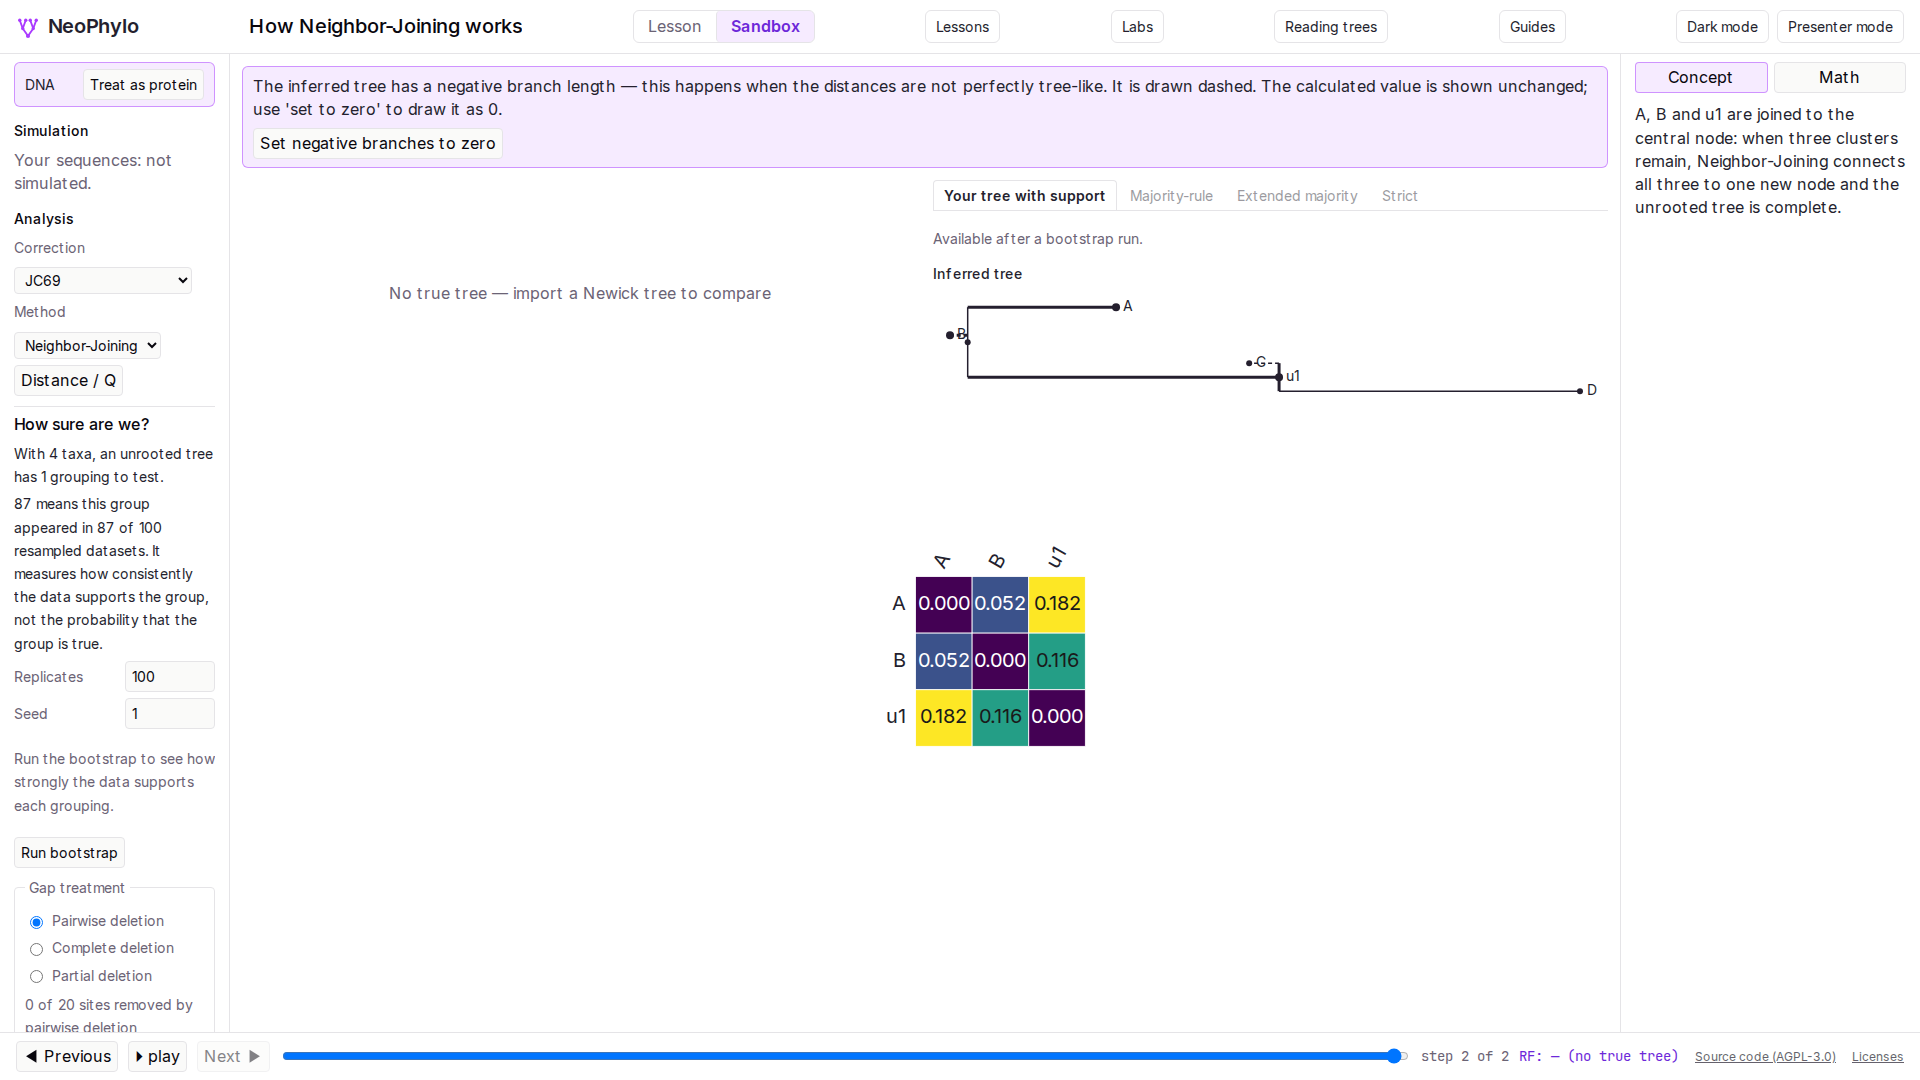 NeoPhylo
How Neighbor-Joining works
Lesson
Sandbox
Lessons
Labs
Reading trees
Guides
Dark mode
Presenter mode
DNA
Treat as protein
Simulation
Your sequences: not
simulated.
Analysis
Correction
JC69
Method
Neighbor-Joining
Distance / Q
How sure are we?
With 4 taxa, an unrooted tree
has 1 grouping to test.
87 means this group
appeared in 87 of 100
resampled datasets. It
measures how consistently
the data supports the group,
not the probability that the
group is true.
Replicates
100
Seed
1
Run the bootstrap to see how
strongly the data supports
each grouping.
Run bootstrap
Gap treatment
Pairwise deletion
Complete deletion
Partial deletion
0 of 20 sites removed by
pairwise deletion
The inferred tree has a negative branch length — this happens when the distances are not perfectly tree-like. It is drawn dashed. The calculated value is shown unchanged;
use 'set to zero' to draw it as 0.
Set negative branches to zero
No true tree — import a Newick tree to compare
Your tree with support
Majority-rule
Extended majority
Strict
Available after a bootstrap run.
Inferred tree
A
B
C
u1
D
A B u1
A 0.000 0.052 0.182
B 0.052 0.000 0.116
u1 0.182 0.116 0.000
Concept
Math
A, B and u1 are joined to the
central node: when three clusters
remain, Neighbor-Joining connects
all three to one new node and the
unrooted tree is complete.
◀ Previous
play
Next ▶
step 2 of 2
RF: — (no true tree)
Source code (AGPL-3.0)
Licenses